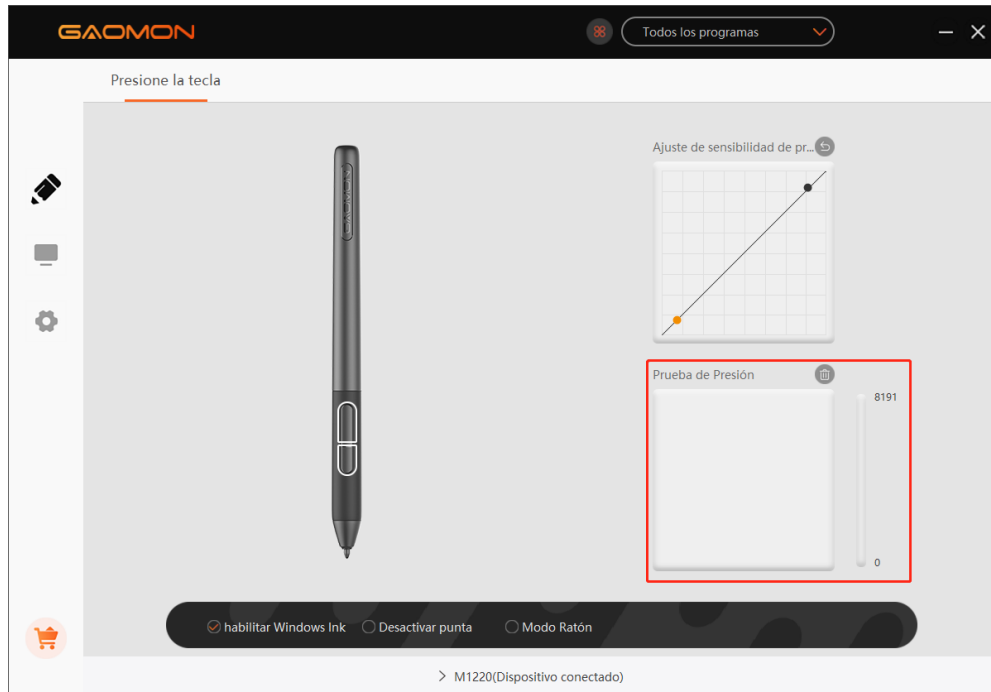 GAOMON
Todos los programas
Presione la tecla
Ajuste de sensibilidad de pr...
Prueba de Presión
8191
0
habilitar Windows Ink
Desactivar punta
Modo Ratón
M1220(Dispositivo conectado)